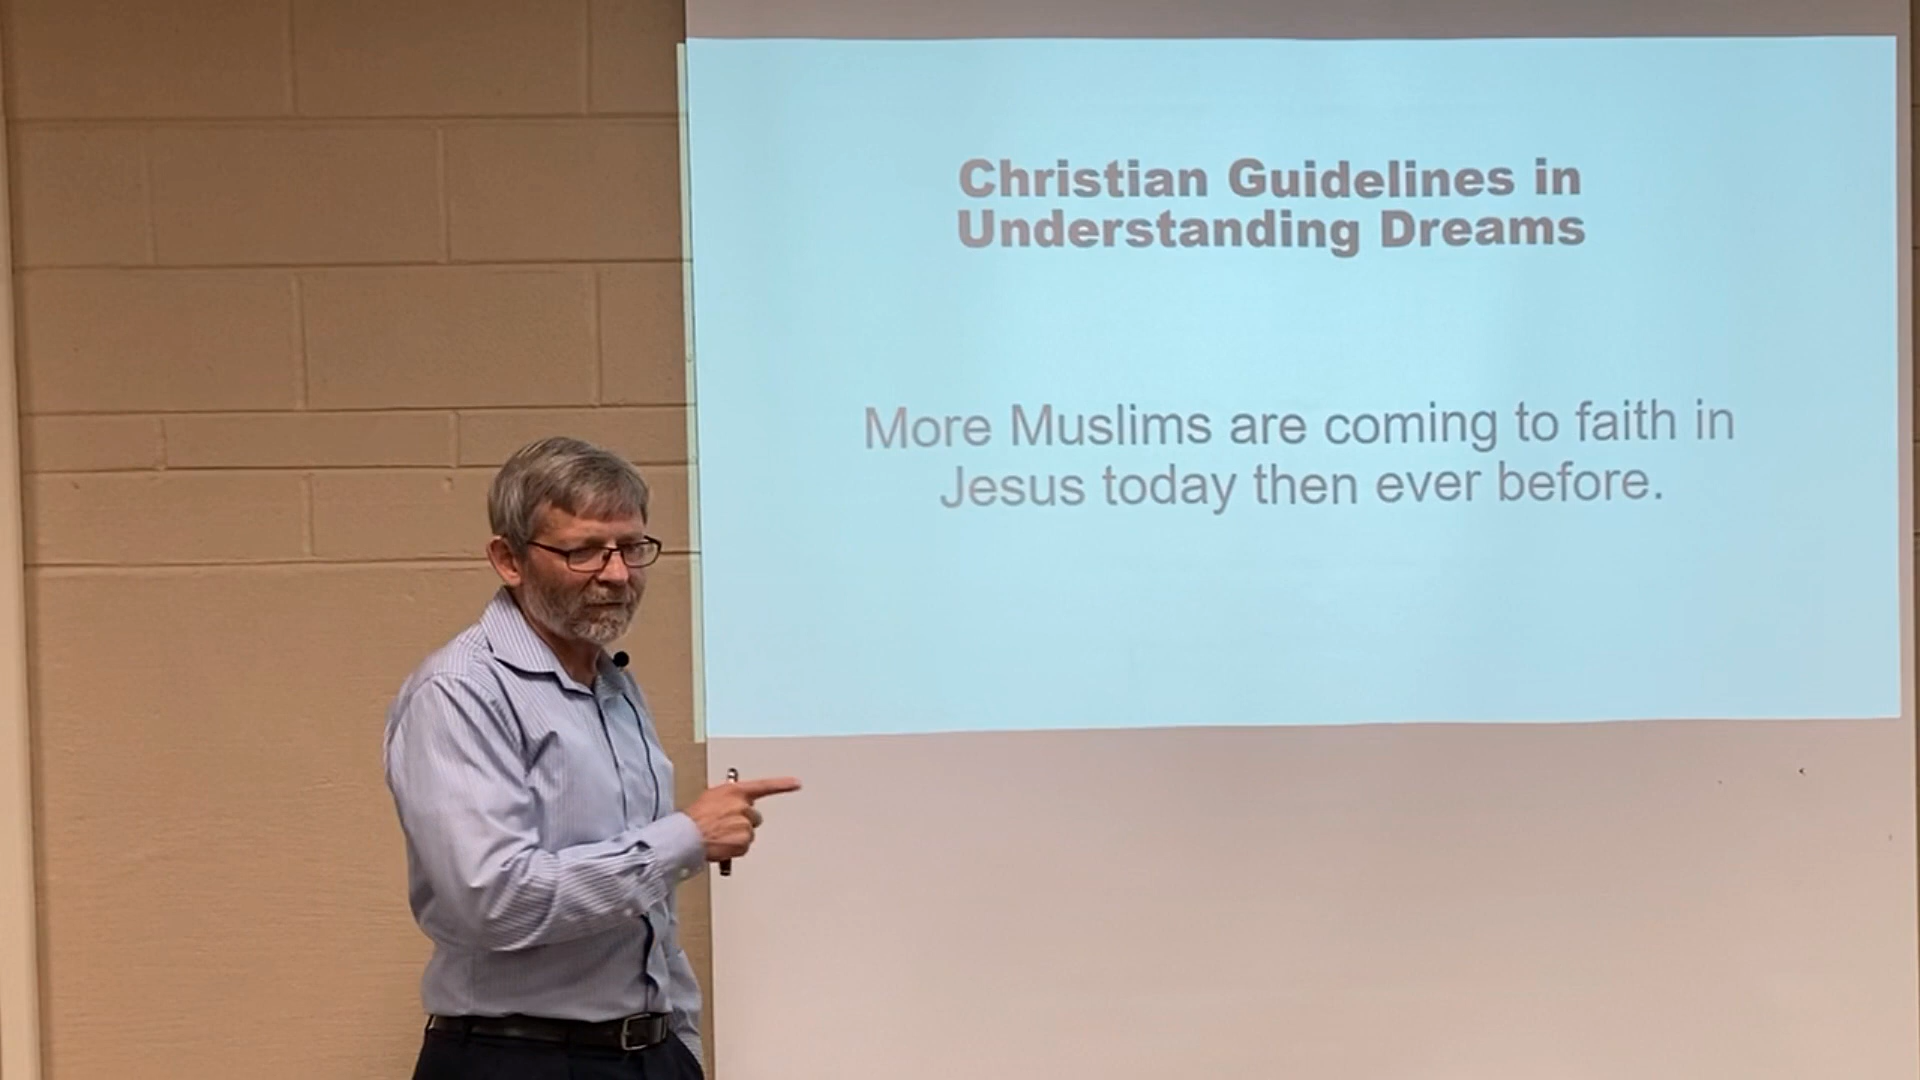 Christian Guidelines in
Understanding Dreams
More Muslims are coming to faith in
Jesus today then ever before.